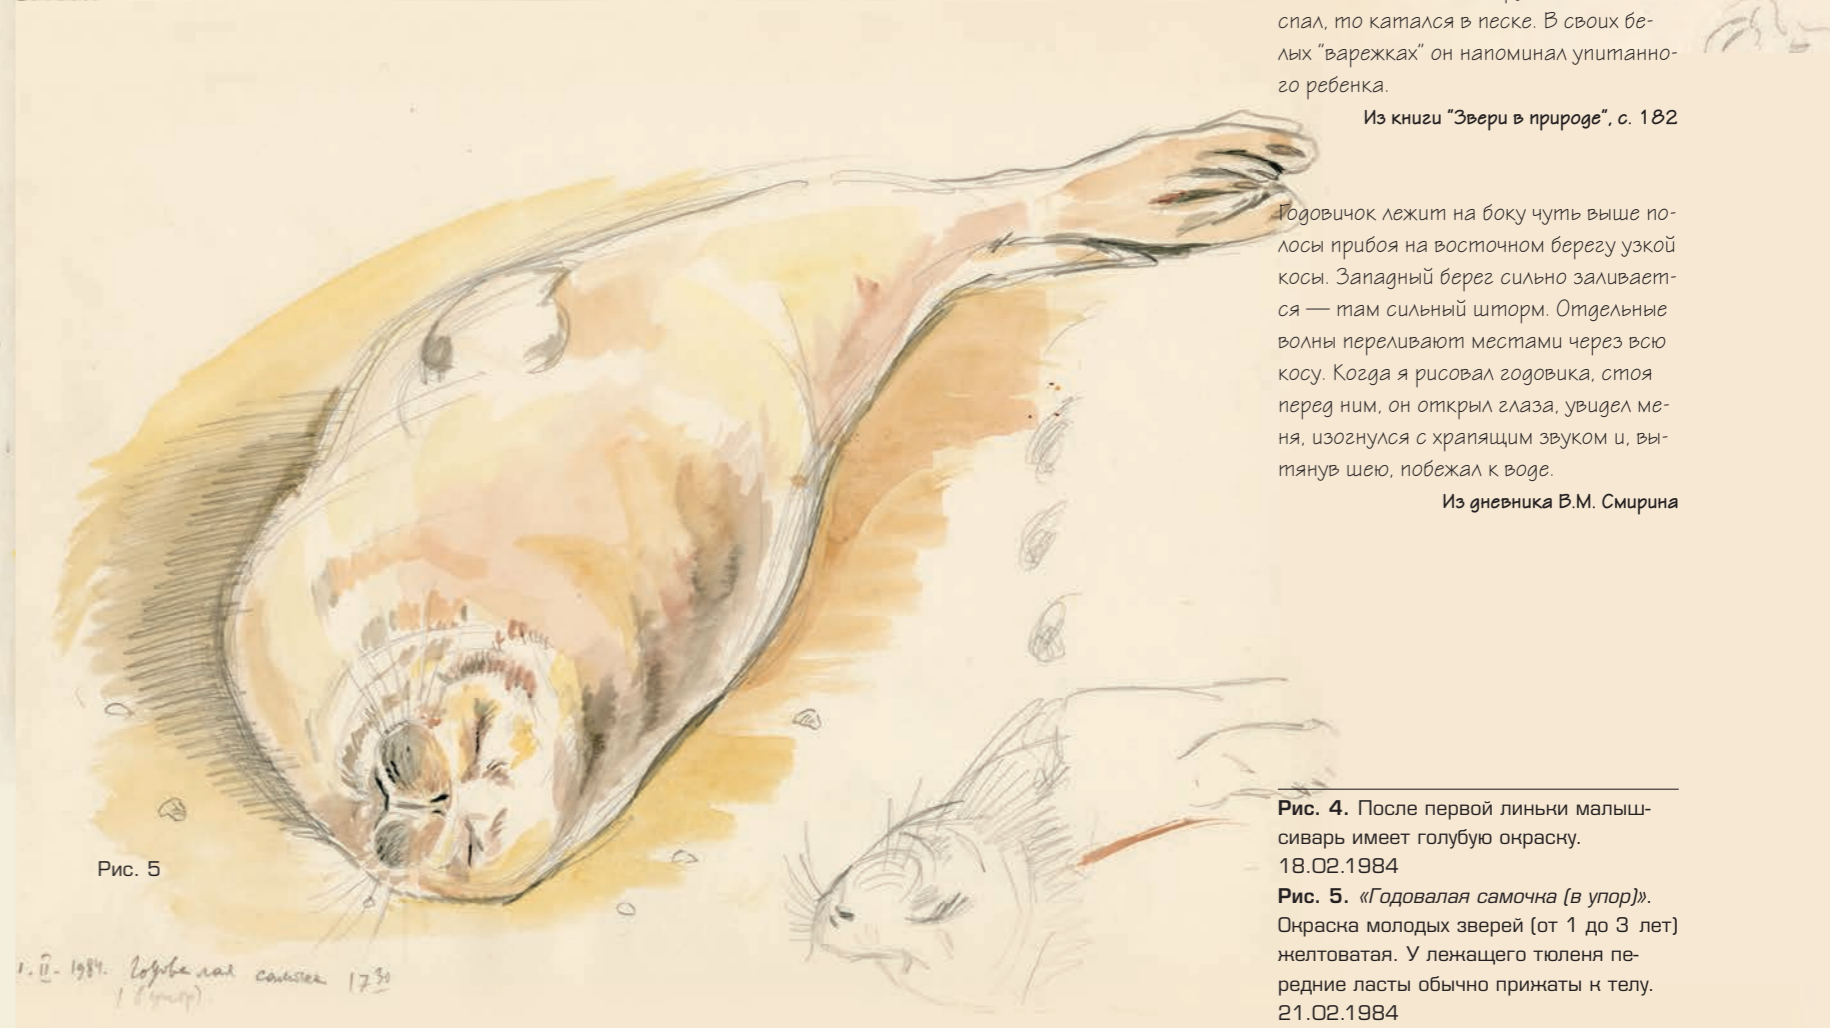 спал, то катался в песке. В своих бе-
лых "варежках" он напоминал упитанно-
го ребенка.
Из книги "Звери в природе", с. 182
Годовичок лежит на боку чуть выше по-
лосы прибоя на восточном берегу узкой
косы. Западный берег сильно заливает-
ся — там сильный шторм. Отдельные
волны переливают местами через всю
косу. Когда я рисовал годовика, стоя
перед ним, он открыл глаза, увидел ме-
ня, изогнулся с храпящим звуком и, вы-
тянув шею, побежал к воде.
Из дневника В.М. Смирина
Рис. 5
1.II-1984. Годовалая самочка 17 30
(в упор)
Рис. 4. После первой линьки малыш-
сиварь имеет голубую окраску.
18.02.1984
Рис. 5. «Годовалая самочка (в упор)».
Окраска молодых зверей (от 1 до 3 лет)
желтоватая. У лежащего тюленя пе-
редние ласты обычно прижаты к телу.
21.02.1984